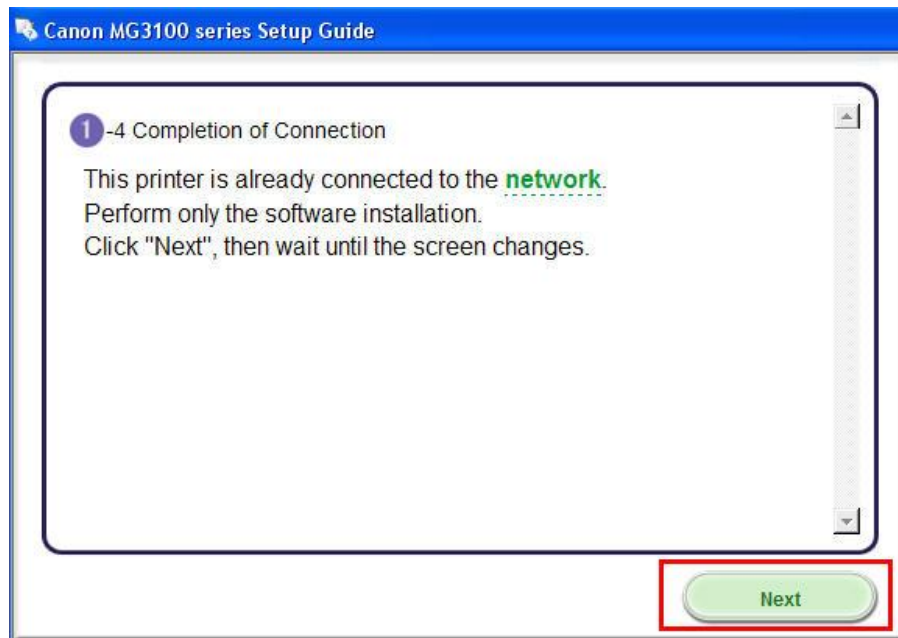 Canon MG3100 series Setup Guide
1-4 Completion of Connection
This printer is already connected to the network.
Perform only the software installation.
Click "Next", then wait until the screen changes.
Next